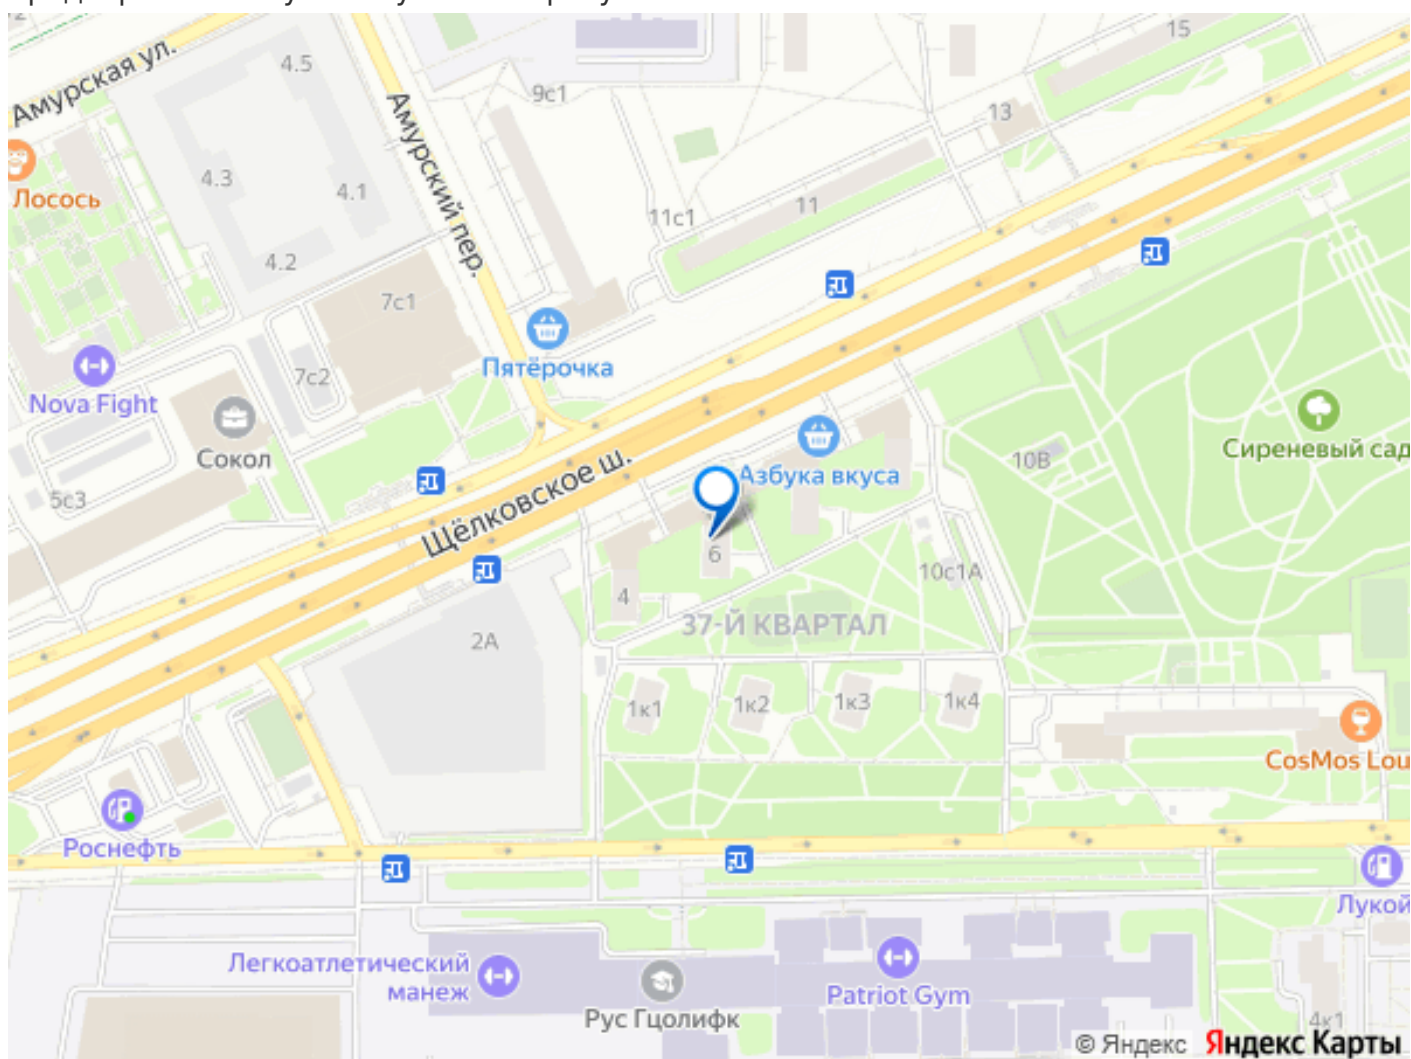 15
4.5
Амурская ул.
9с1
Амурский пер.
13
4.3
4.1
Лосось
11с1
11
4.2
7с1
Пятёрочка
7с2
Nova Fight
Сокол
Сиреневый сад
10В
Щёлковское ш.
Азбука вкуса
5с3
6
10с1А
4
37-Й КВАРТАЛ
2А
1к1
1к2
1к3
1к4
CosMos Lou
Роснефть
Лукой
Легкоатлетический
манеж
Patriot Gym
Рус Гцолифк
4к1
© Яндекс Яндекс Карты